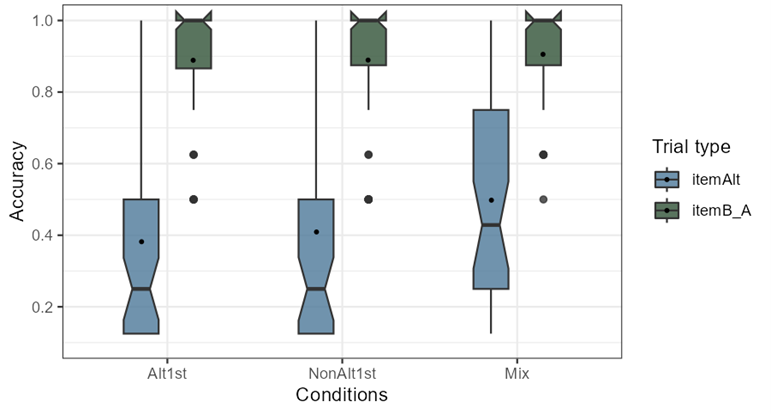 1.0
0.8
0.6
0.4
0.2
Accuracy
Alt1st
NonAlt1st
Mix
Conditions
Trial type
itemAlt
itemB_A